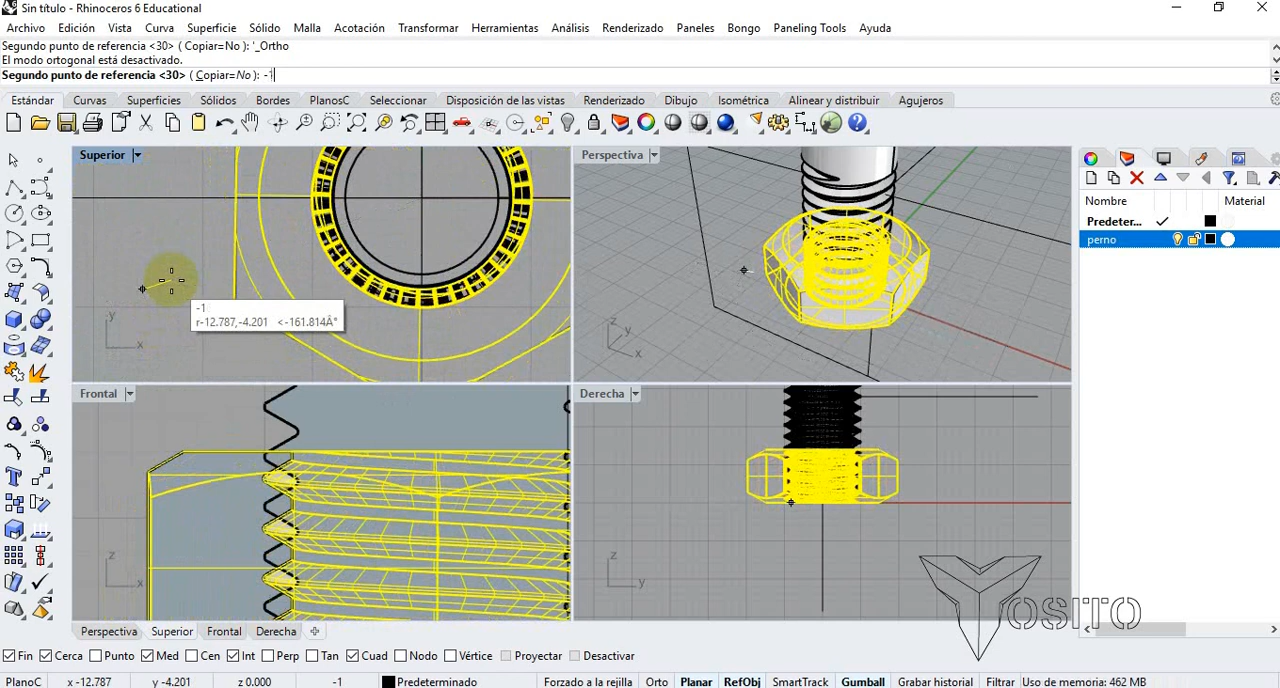 Sin título - Rhinoceros 6 Educational
Archivo Edición Vista Curva Superficie Sólido Malla Acotación Transformar Herramientas Análisis Renderizado Paneles Bongo Paneling Tools Ayuda
Segundo punto de referencia <30> ( Copiar=No ): '_Ortho
El modo ortogonal está desactivado.
Segundo punto de referencia <30> ( Copiar=No ): -1
Estándar Curvas Superficies Sólidos Bordes PlanosC Seleccionar Disposición de las vistas Renderizado Dibujo Isométrica Alinear y distribuir Agujeros
Superior
Perspectiva
Nombre Material
Predeter...
perno
-1
r-12.787,-4.201 <-161.814Â°
y
x
z
y
x
Frontal
Derecha
z
x
z
y
OSITO
Perspectiva Superior Frontal Derecha
Fin Cerca Punto Med Cen Int Perp Tan Cuad Nodo Vértice Proyectar Desactivar
PlanoC x -12.787 y -4.201 z 0.000 -1 Predeterminado Forzado a la rejilla Orto Planar RefObj SmartTrack Gumball Grabar historial Filtrar Uso de memoria: 462 MB